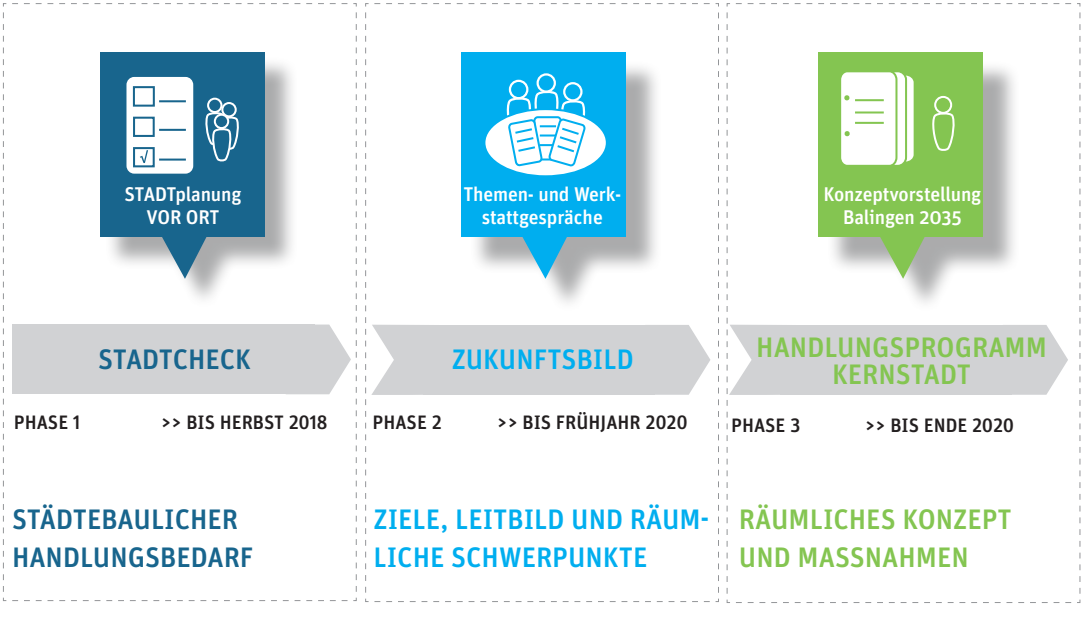 STADTplanung
VOR ORT
STADTCHECK
PHASE 1 >> BIS HERBST 2018
STÄDTEBAULICHER
HANDLUNGSBEDARF
Themen- und Werk-
stattgespräche
ZUKUNFTSBILD
PHASE 2 >> BIS FRÜHJAHR 2020
ZIELE, LEITBILD UND RÄUM-
LICHE SCHWERPUNKTE
Konzeptvorstellung
Balingen 2035
HANDLUNGSPROGRAMM
KERNSTADT
PHASE 3 >> BIS ENDE 2020
RÄUMLICHES KONZEPT
UND MASSNAHMEN